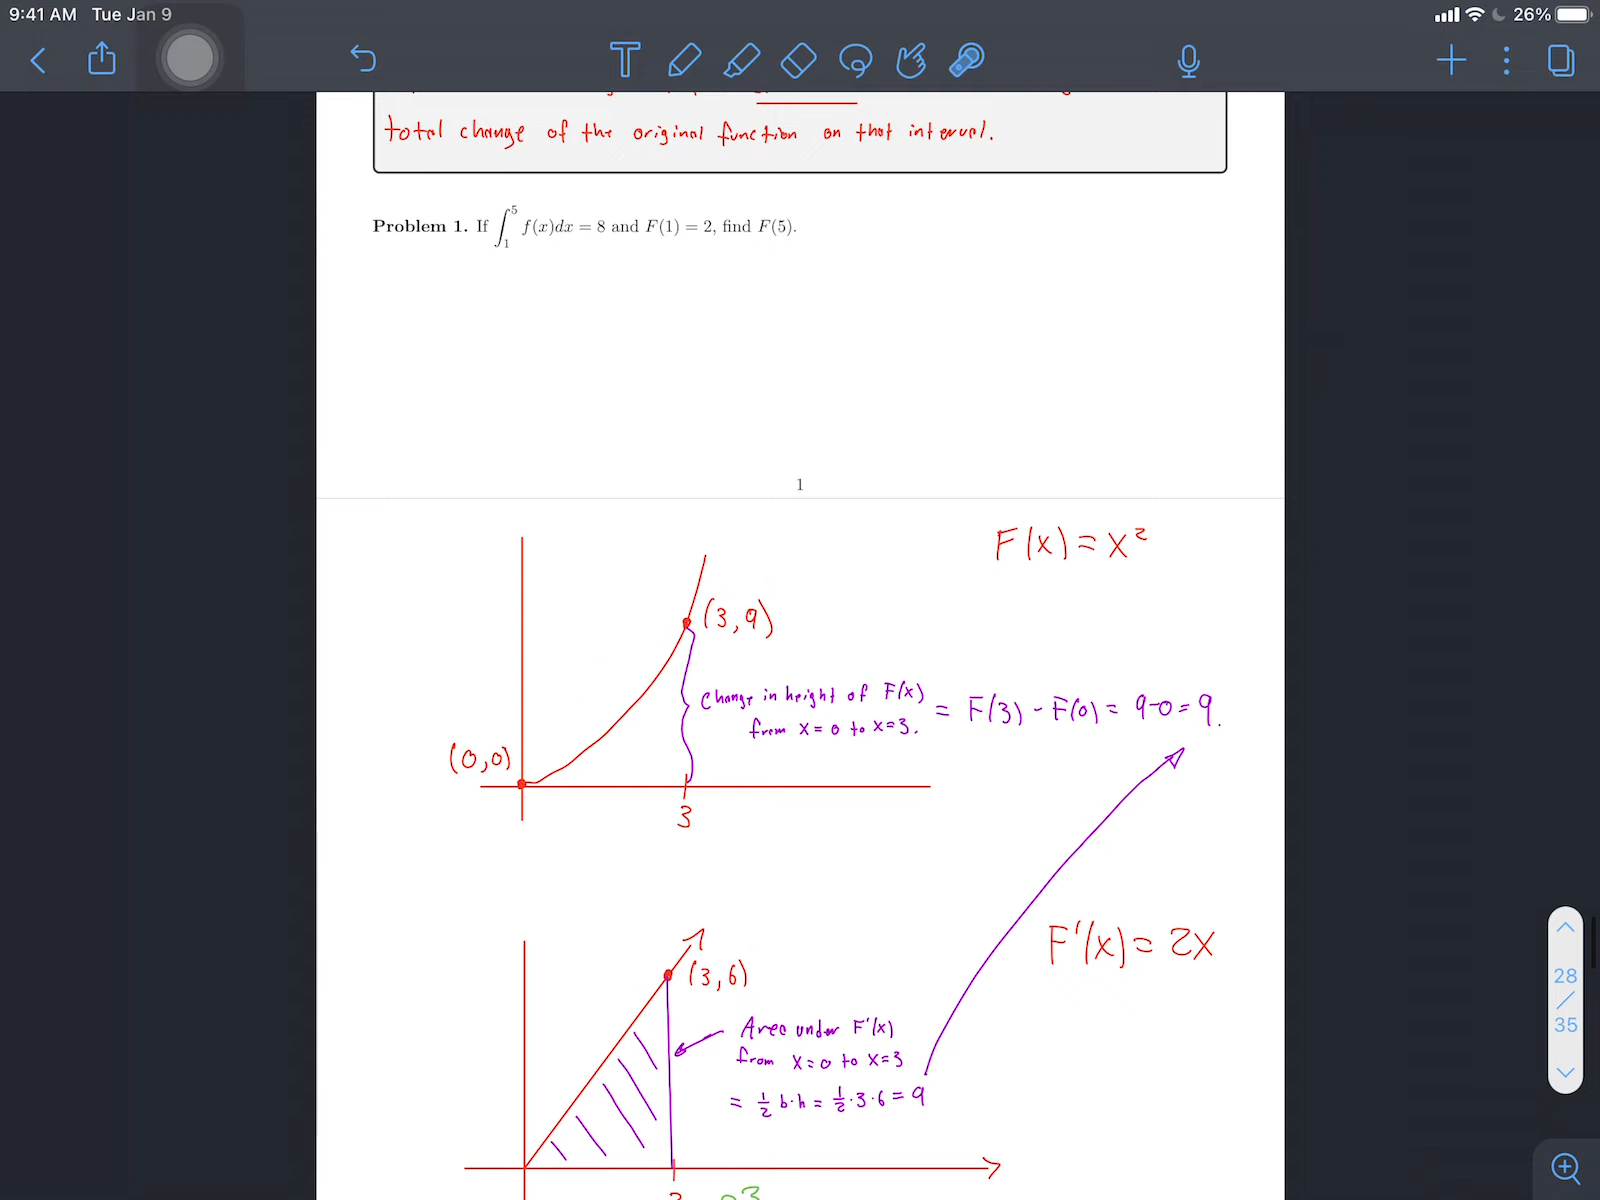 9:41 AM Tue Jan 9
26%
total change of the original function on that interval.
Problem 1. If ∫₁⁵ f(x)dx = 8 and F(1) = 2, find F(5).
1
F(x) = x²
(3,9)
Change in height of F(x)
from x=0 to x=3.
= F(3) - F(0) = 9-0 = 9.
(0,0)
3
F'(x) = 2x
(3,6)
Area under F'(x)
from x=0 to x=3
= ½ b·h = ½·3·6 = 9
28
/
35